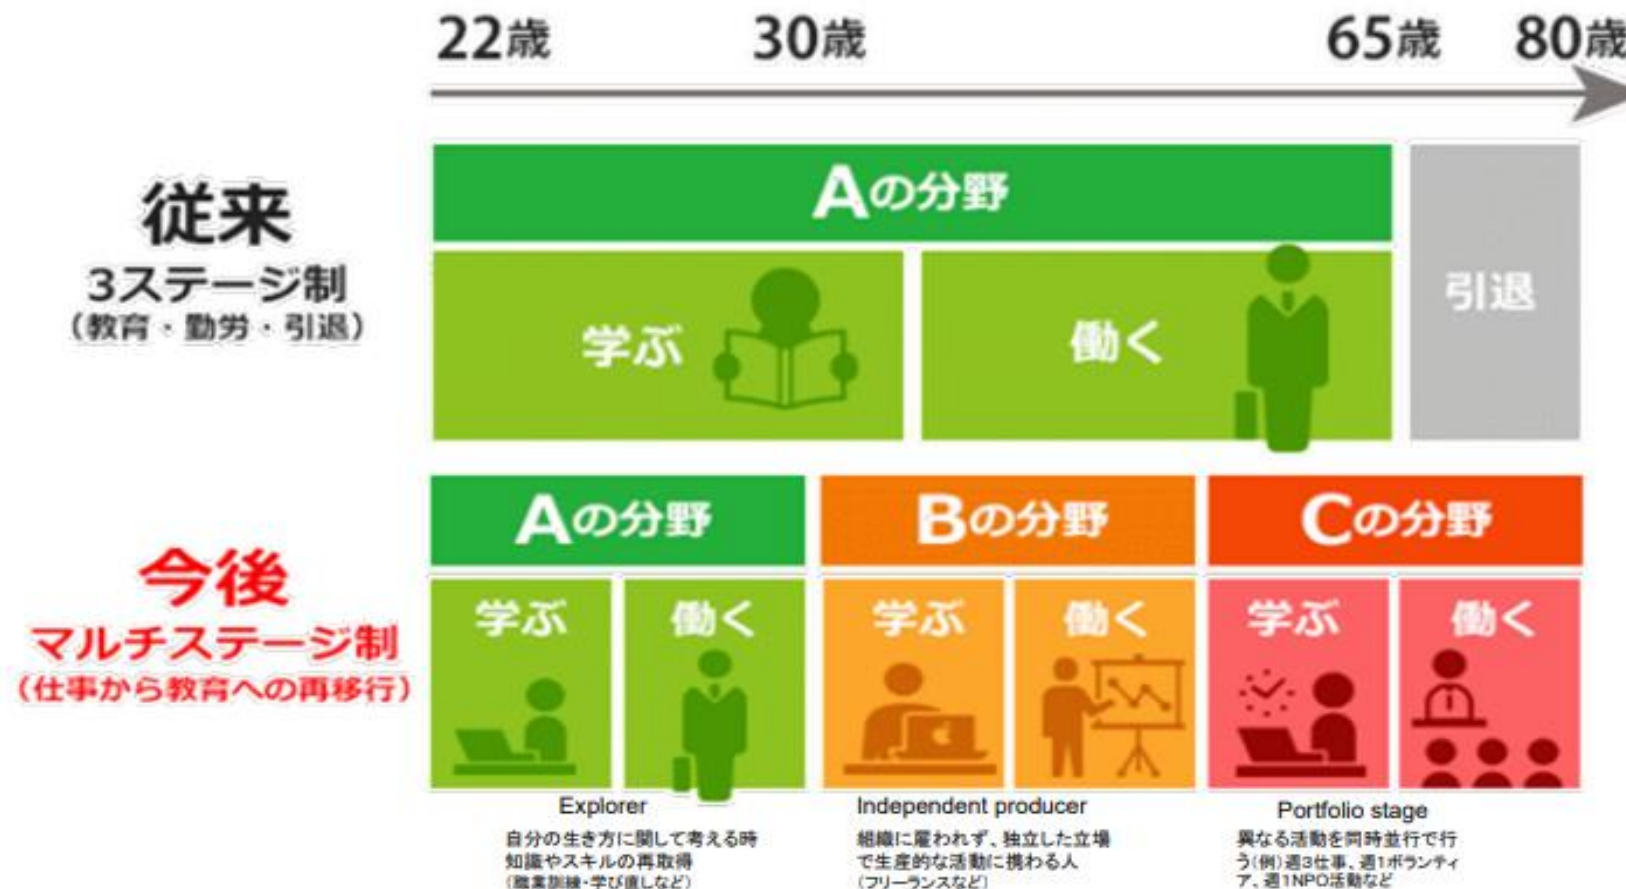 22歳 30歳 65歳 80歳
従来
3ステージ制
(教育・勤労・引退)
Aの分野
学ぶ
働く
引退
今後
マルチステージ制
(仕事から教育への再移行)
Aの分野
学ぶ
働く
Bの分野
学ぶ
働く
Cの分野
学ぶ
働く
Explorer
自分の生き方に関して考える時
知識やスキルの再取得
(職業訓練・学び直しなど)
Independent producer
組織に雇われず、独立した立場
で生産的な活動に携わる人
(フリーランスなど)
Portfolio stage
異なる活動を同時並行で行
う(例)週3仕事、週1ボランティ
ア、週1NPO活動など